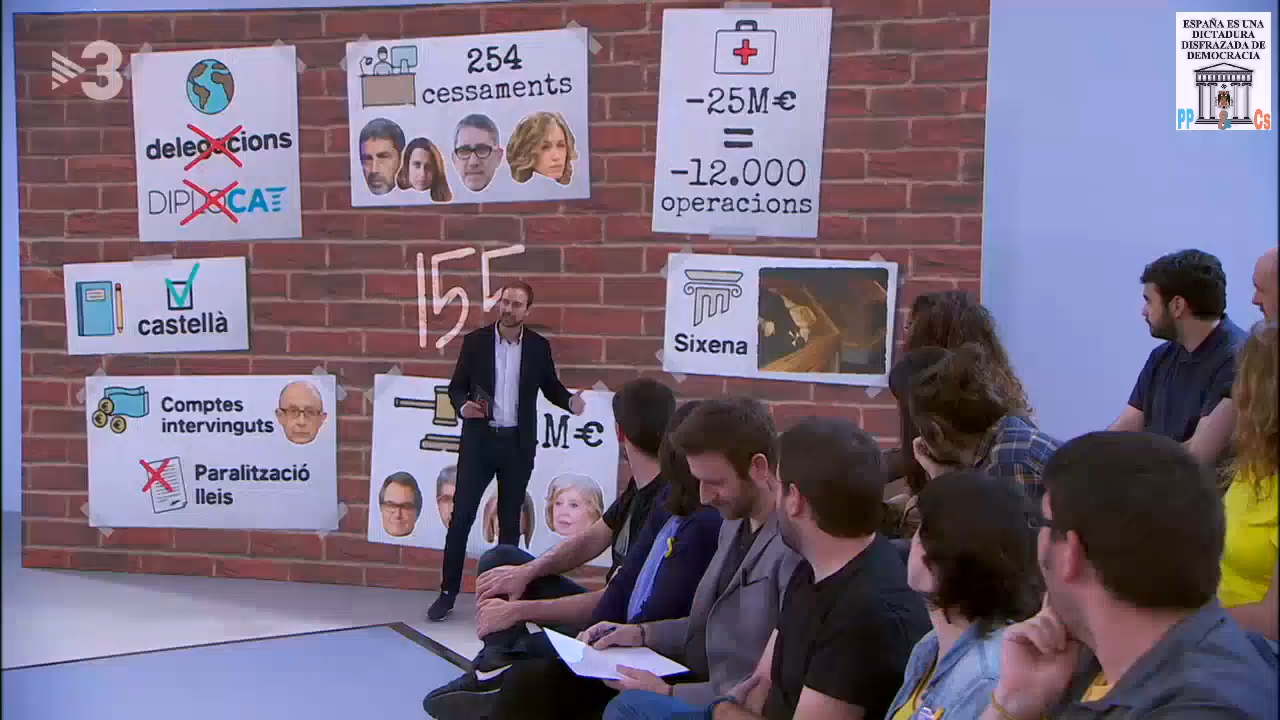 3
ESPAÑA ES UNA
DICTADURA
DISFRAZADA DE
DEMOCRACIA
PP
Cs
delegacions
DIPLOCAT
254
cessaments
-25M€
=
-12.000
operacions
155
castellà
Sixena
Comptes
intervinguts
Paralització
lleis
M€